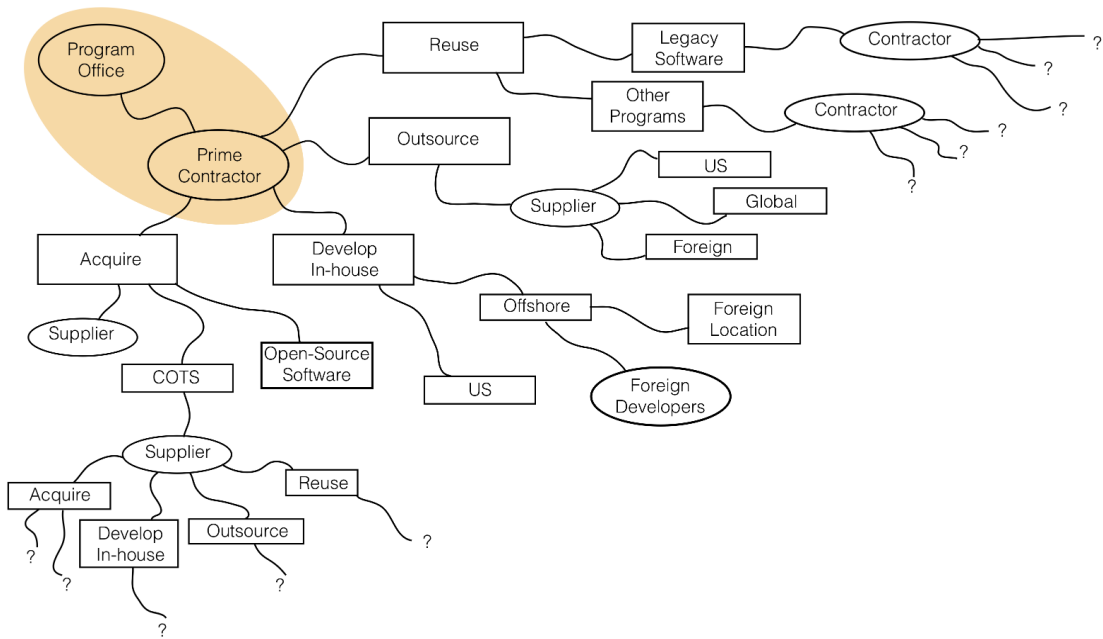 Program
Office
Prime
Contractor
Reuse
Legacy
Software
Contractor
?
?
?
Other
Programs
Contractor
?
?
?
Outsource
Supplier
US
Global
Foreign
Acquire
Supplier
COTS
Open-Source
Software
Develop
In-house
US
Offshore
Foreign
Location
Foreign
Developers
Supplier
Acquire
?
?
Develop
In-house
?
Outsource
?
Reuse
?